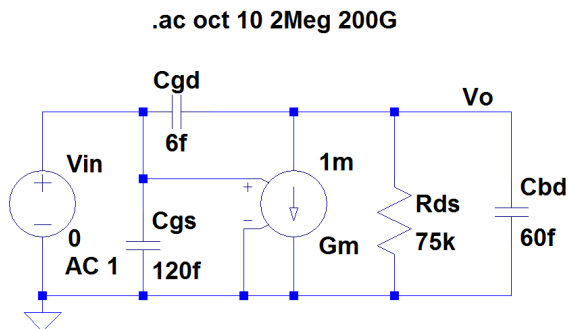 .ac oct 10 2Meg 200G
Cgd
Vo
6f
1m
Vin
+
+
Cbd
Cgs
Rds
0
Gm
75k
60f
AC 1
120f